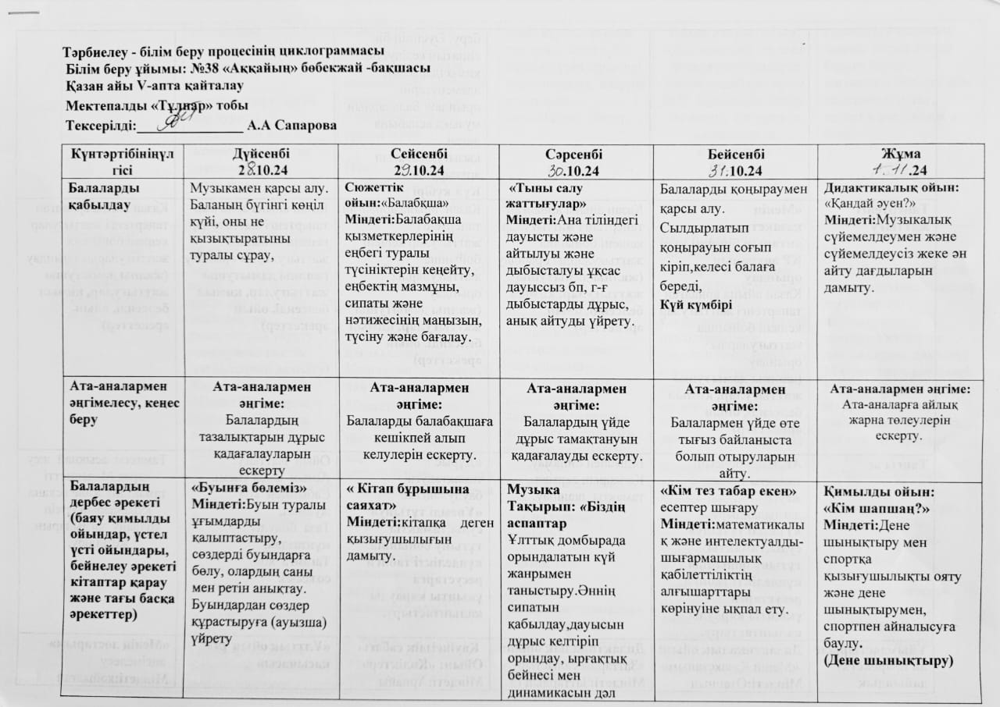 Тәрбиелеу - білім беру процесінің циклограммасы
Білім беру ұйымы: №38 «Аққайың» бөбекжай -бақшасы
Қазан айы V-апта қайталау
Мектепалды «Тұлпар» тобы
Тексерілді: А.А Сапарова
Күнтәртібініңүл
гісі
Дүйсенбі
28.10.24
Сейсенбі
29.10.24
Сәрсенбі
30.10.24
Бейсенбі
31.10.24
Жұма
1.11.24
Балаларды
қабылдау
Музыкамен қарсы алу.
Баланың бүгінгі көңіл
күйі, оны не
қызықтыратыны
туралы сұрау,
Сюжеттік
ойын:«Балабқша»
Міндеті:Балабақша
қызметкерлерінің
еңбегі туралы
түсініктерін кеңейту,
еңбектің мазмұны,
сипаты және
нәтижесінің маңызын,
түсіну және бағалау.
«Тыны салу
жаттығулар»
Міндеті:Ана тіліндегі
дауысты және
айтылуы және
дыбысталуы ұқсас
дауыссыз бп, г-ғ
дыбыстарды дұрыс,
анық айтуды үйрету.
Балаларды қоңыраумен
қарсы алу.
Сылдырлатып
қоңырауын соғып
кіріп,келесі балаға
береді,
Күй күмбірі
Дидактикалық ойын:
«Қандай әуен?»
Міндеті:Музыкалық
сүйемелдеумен және
сүйемелдеусіз жеке ән
айту дағдыларын
дамыту.
Ата-аналармен
әңгімелесу, кеңес
беру
Ата-аналармен
әңгіме:
Балалардың
тазалықтарын дұрыс
қадағалауларын
ескерту
Ата-аналармен
әңгіме:
Балаларды балабақшаға
кешікпей алып
келулерін ескерту.
Ата-аналармен
әңгіме:
Балалардың үйде
дұрыс тамақтануын
қадағалауды ескерту.
Ата-аналармен
әңгіме:
Балалармен үйде өте
тығыз байланыста
болып отыруларын
айту.
Ата-аналармен әңгіме:
Ата-аналарға айлық
жарна төлеулерін
ескерту.
Балалардың
дербес әрекеті
(баяу қимылды
ойындар, үстел
үсті ойындары,
бейнелеу әрекеті
кітаптар қарау
және тағы басқа
әрекеттер)
«Буынға бөлеміз»
Міндеті:Буын туралы
ұғымдарды
қалыптастыру,
сөздерді буындарға
бөлу, олардың саны
мен ретін анықтау.
Буындардан сөздер
құрастыруға (ауызша)
үйрету
« Кітап бұрышына
саяхат»
Міндеті:кітапқа деген
қызығушылығын
дамыту.
Музыка
Тақырып: «Біздің
аспаптар
Ұлттық домбырада
орындалатын күй
жанрымен
таныстыру.Әннің
сипатын
қабылдау,дауысын
дұрыс келтіріп
орындау, ырғақтық
бейнесі мен
динамикасын дәл
«Кім тез табар екен»
есептер шығару
Міндеті:математикалы
қ және интелектуалды-
шығармашылық
қабілеттіліктің
алғышарттары
көрінуіне ықпал ету.
Қимылды ойын:
«Кім шапшаң?»
Міндеті:Дене
шынықтыру мен
спортқа
қызығушылықты ояту
және дене
шынықтырумен,
спортпен айналысуға
баулу.
(Дене шынықтыру)